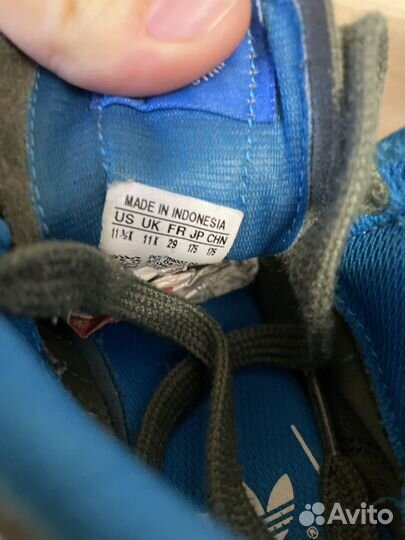 MADE IN INDONESIA
US UK FR JP CHN
11 ½K 11K 29 175 175
Avito